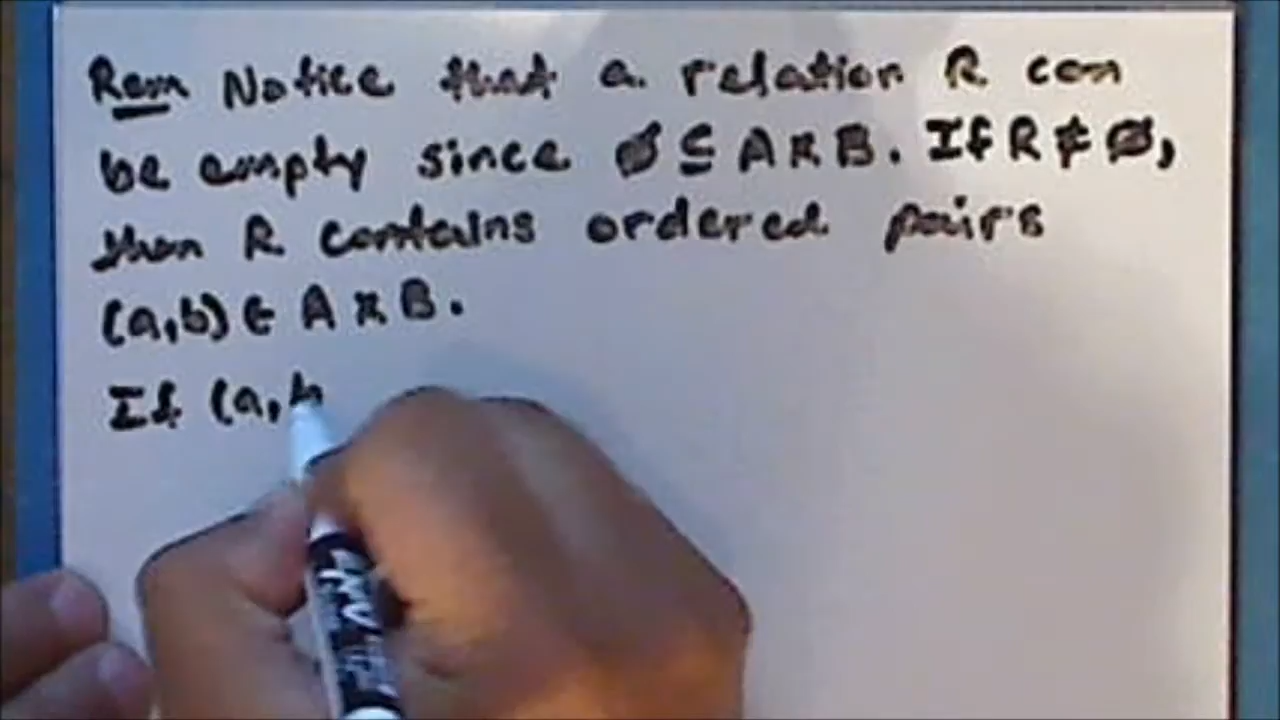 Rem Notice that a relation R can
be empty since ∅ ⊆ A x B. If R ≠ ∅,
then R contains ordered pairs
(a,b) ∈ A x B.
If (a, b